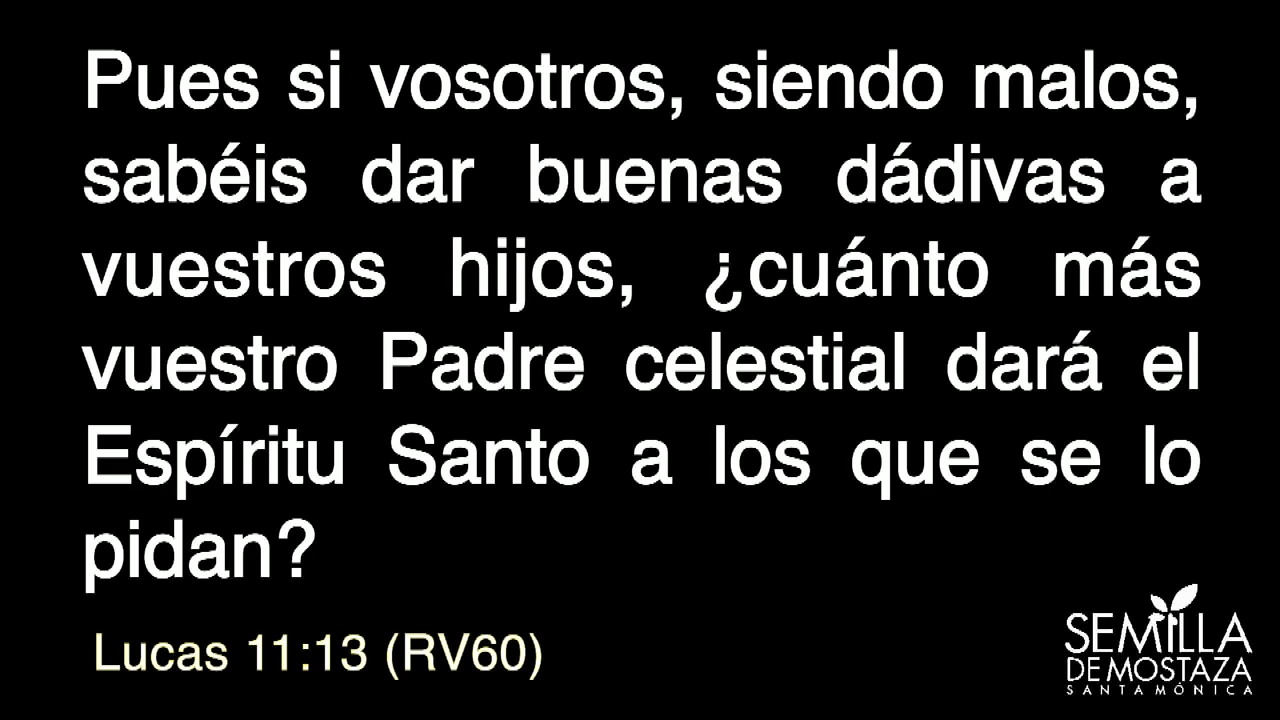 Pues si vosotros, siendo malos,
sabéis dar buenas dádivas a
vuestros hijos, ¿cuánto más
vuestro Padre celestial dará el
Espíritu Santo a los que se lo
pidan?
Lucas 11:13 (RV60)
SEMILLA
DE MOSTAZA
SANTA MÓNICA